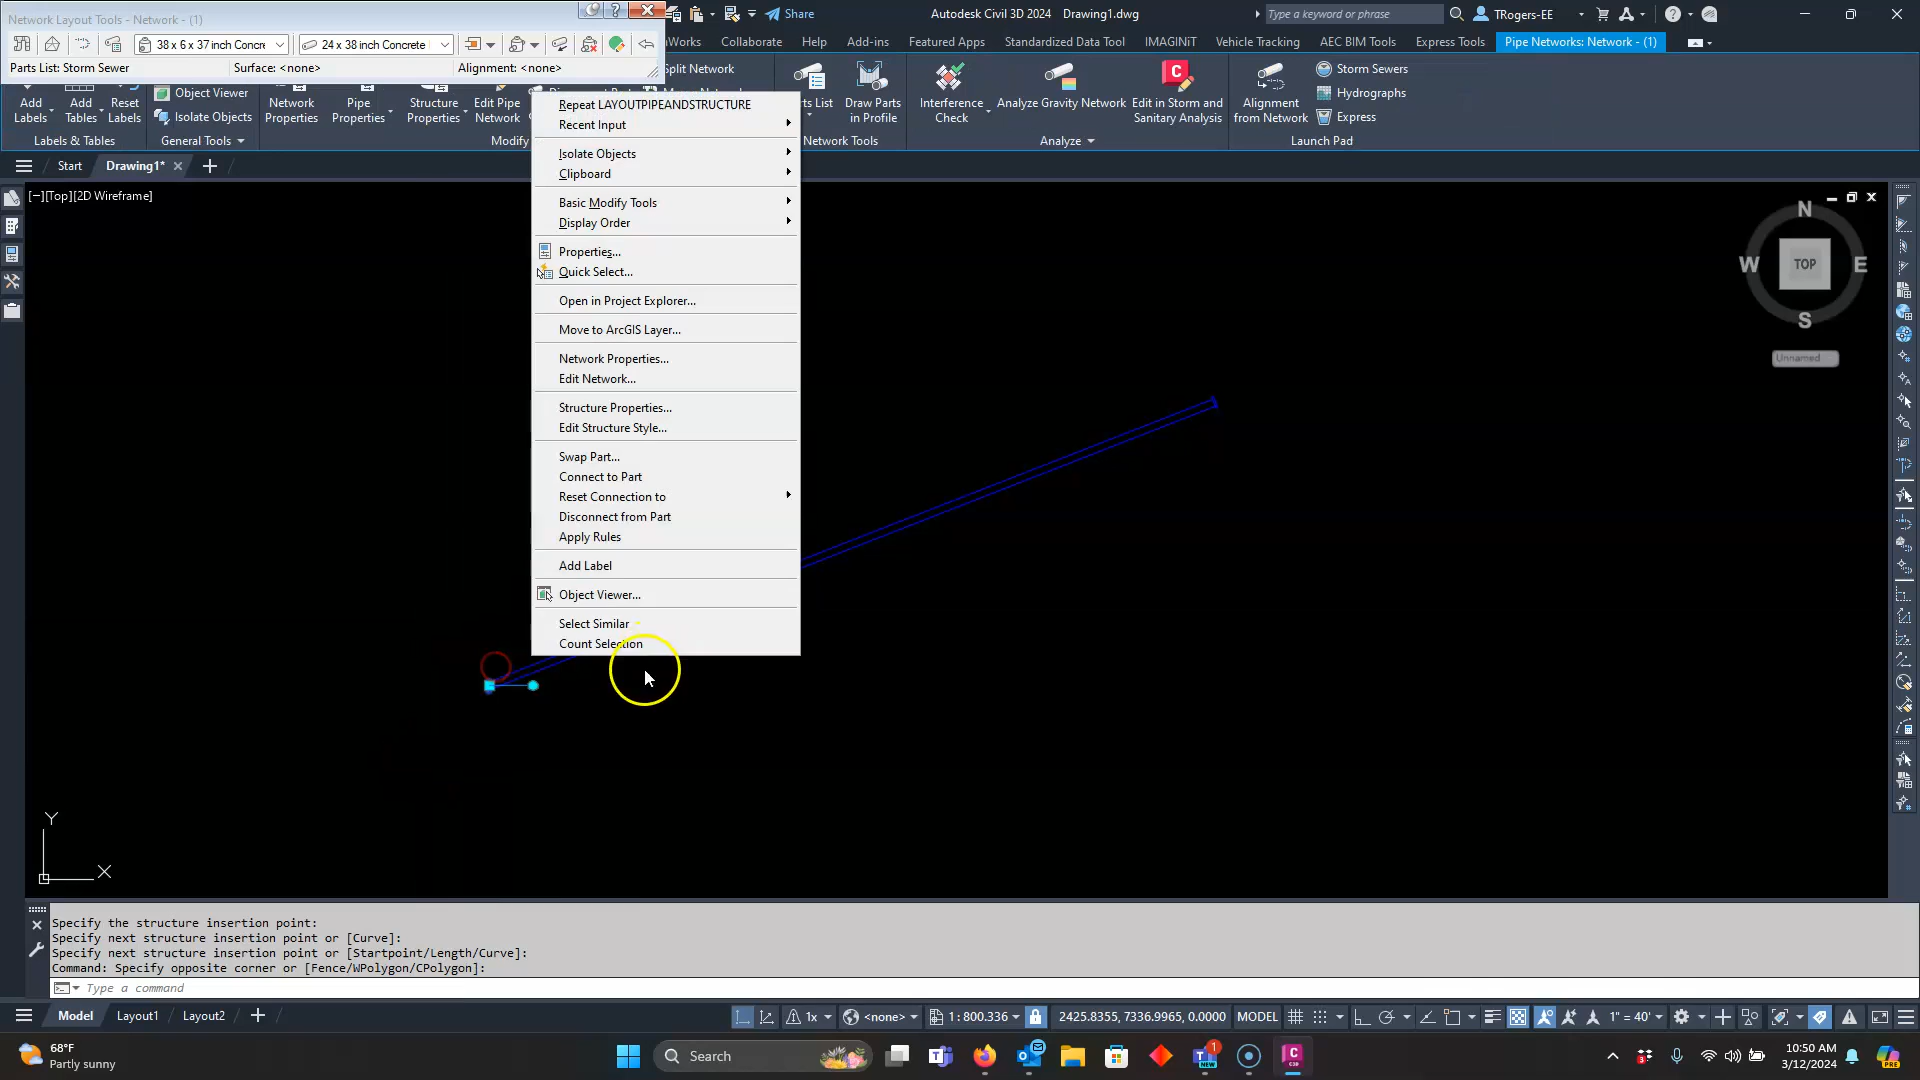 Network Layout Tools - Network - (1)
Share
Autodesk Civil 3D 2024 Drawing1.dwg
Type a keyword or phrase
TRogers-EE
Collaborate Help Add-ins Featured Apps Standardized Data Tool IMAGINiT Vehicle Tracking AEC BIM Tools Express Tools Pipe Networks: Network - (1)
38 x 6 x 37 inch Concre 24 x 38 inch Concrete
Parts List: Storm Sewer Surface: <none> Alignment: <none>
Split Network
Storm Sewers
Object Viewer
Hydrographs
Isolate Objects
Express
Add Labels
Add Tables
Reset Labels
Network Properties
Pipe Properties
Structure Properties
Edit Pipe Network
Draw Parts in Profile
Interference Check
Analyze Gravity Network
Edit in Storm and Sanitary Analysis
Alignment from Network
Labels & Tables General Tools Modify Network Tools Analyze Launch Pad
Start Drawing1*
[−][Top][2D Wireframe]
Repeat LAYOUTPIPEANDSTRUCTURE
Recent Input
Isolate Objects
Clipboard
Basic Modify Tools
Display Order
Properties...
Quick Select...
Open in Project Explorer...
Move to ArcGIS Layer...
Network Properties...
Edit Network...
Structure Properties...
Edit Structure Style...
Swap Part...
Connect to Part
Reset Connection to
Disconnect from Part
Apply Rules
Add Label
Object Viewer...
Select Similar
Count Selection
N
W TOP E
S
Unnamed
Y
X
Specify the structure insertion point:
Specify next structure insertion point or [Curve]:
Specify next structure insertion point or [Startpoint/Length/Curve]:
Command: Specify opposite corner or [Fence/WPolygon/CPolygon]:
Type a command
Model Layout1 Layout2
1x <none> 1 : 800.336 2425.8355, 7336.9965, 0.0000 MODEL 1" = 40'
68°F
Partly sunny
Search
10:50 AM
3/12/2024